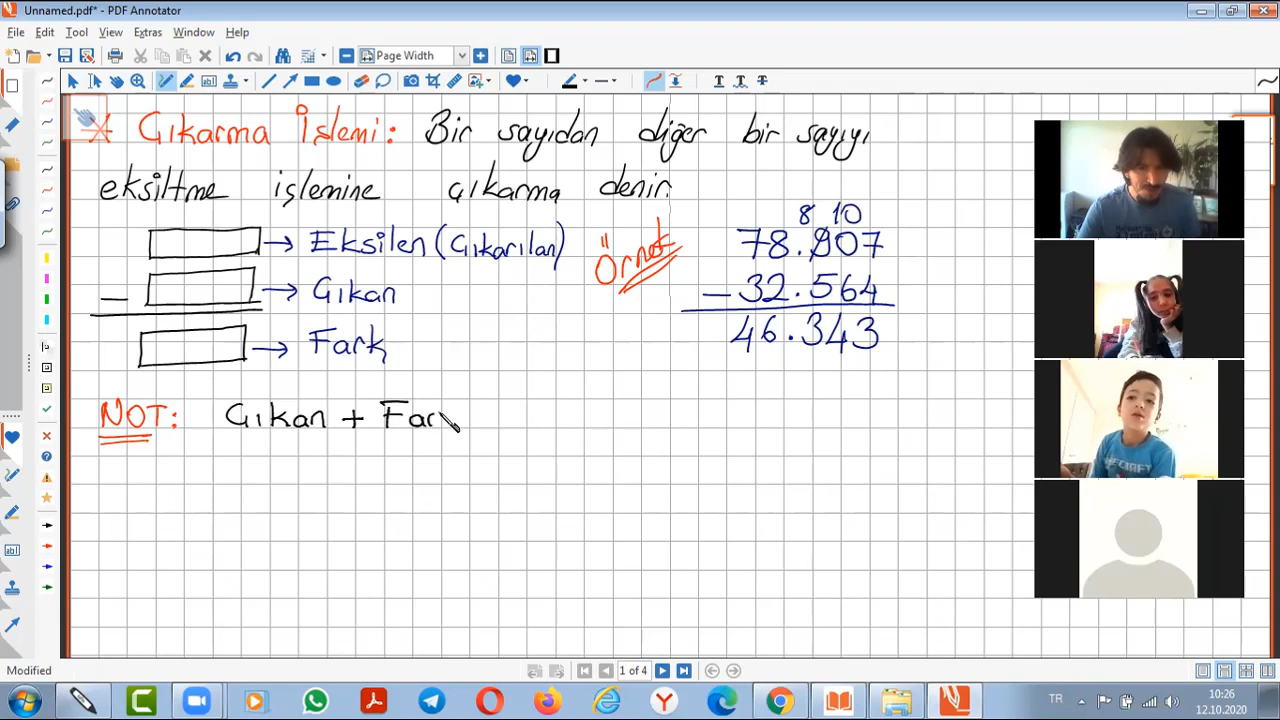 Unnamed.pdf* - PDF Annotator
File Edit Tool View Extras Window Help
Page Width
Çıkarma İşlemi: Bir sayıdan diğer bir sayıyı
eksiltme işlemine çıkarma denir.
Eksilen (Çıkarılan)
Çıkan
Fark
Örnek
8 10
78.907
- 32.564
46.343
NOT: Çıkan + Far
Modified
1 of 4
TR
10:26
12.10.2020